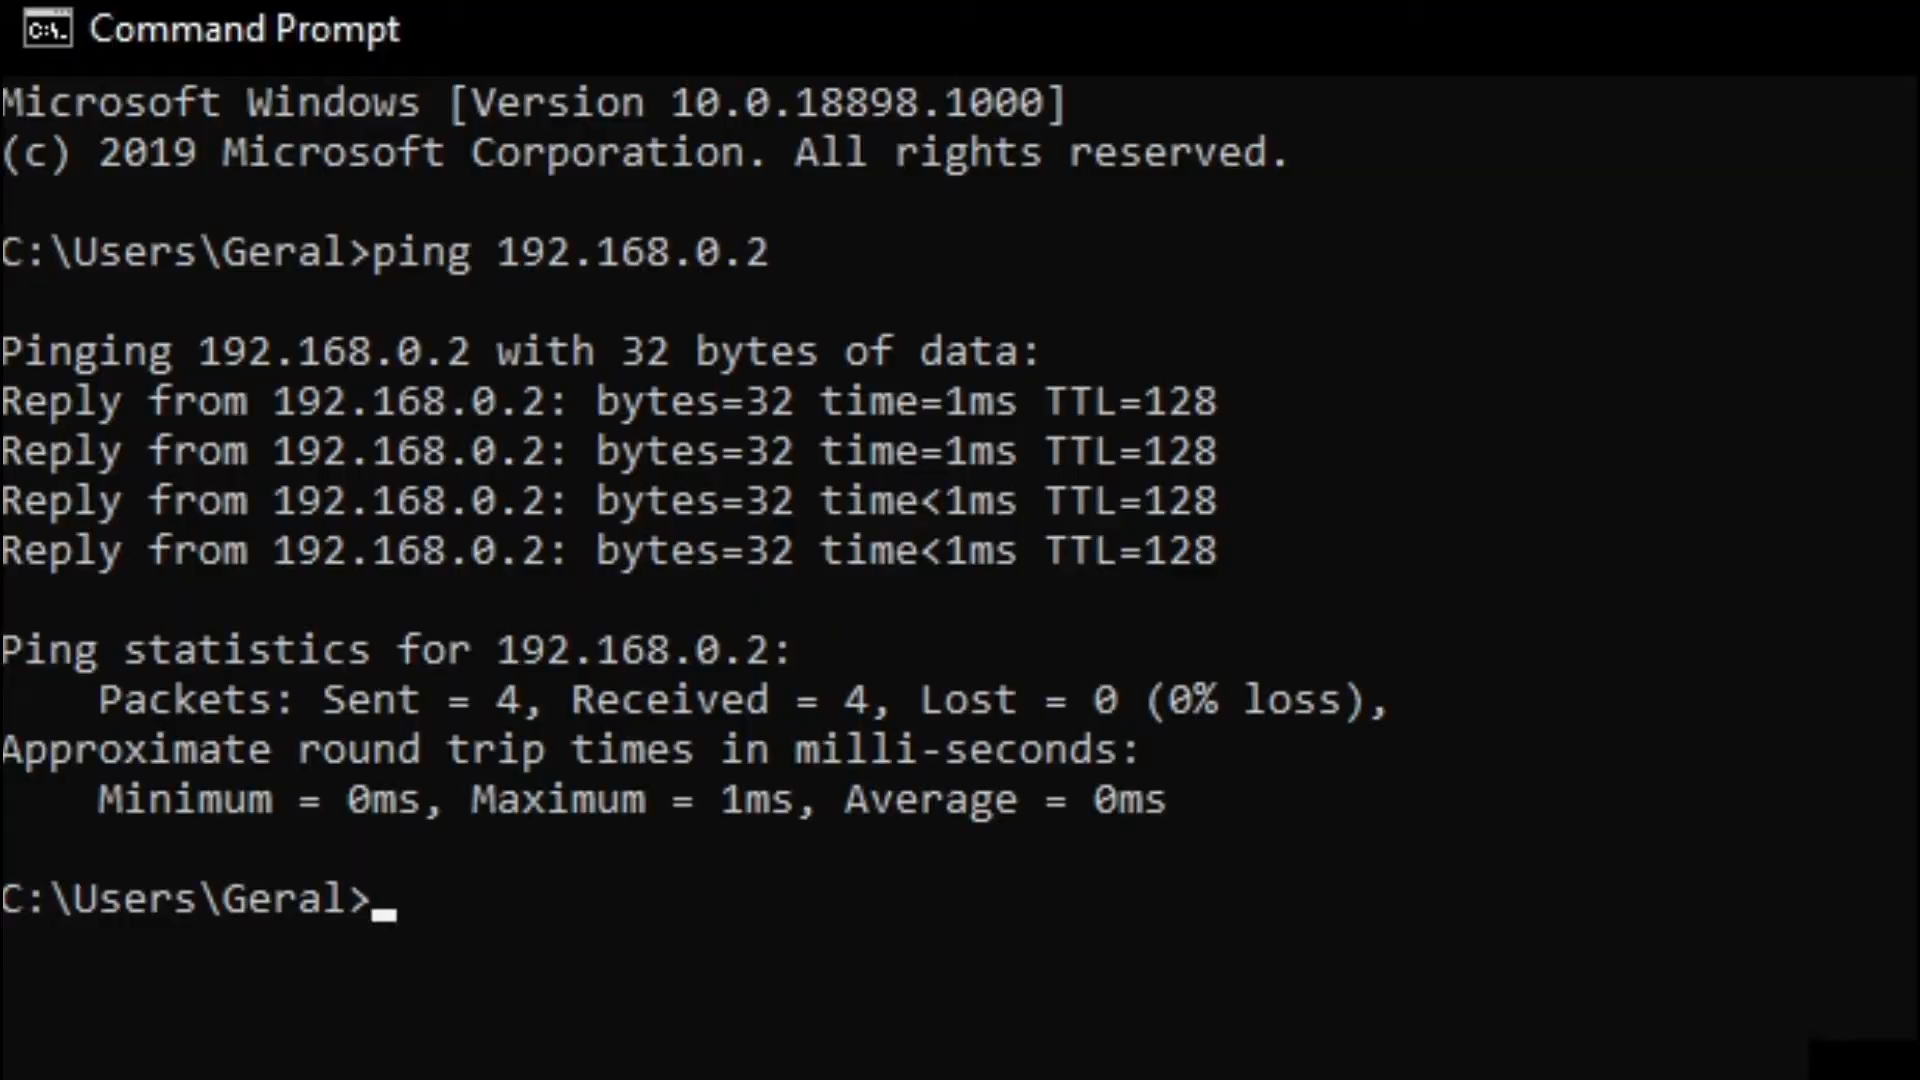 Command Prompt
Microsoft Windows [Version 10.0.18898.1000]
(c) 2019 Microsoft Corporation. All rights reserved.
C:\Users\Geral>ping 192.168.0.2
Pinging 192.168.0.2 with 32 bytes of data:
Reply from 192.168.0.2: bytes=32 time=1ms TTL=128
Reply from 192.168.0.2: bytes=32 time=1ms TTL=128
Reply from 192.168.0.2: bytes=32 time<1ms TTL=128
Reply from 192.168.0.2: bytes=32 time<1ms TTL=128
Ping statistics for 192.168.0.2:
    Packets: Sent = 4, Received = 4, Lost = 0 (0% loss),
Approximate round trip times in milli-seconds:
    Minimum = 0ms, Maximum = 1ms, Average = 0ms
C:\Users\Geral>